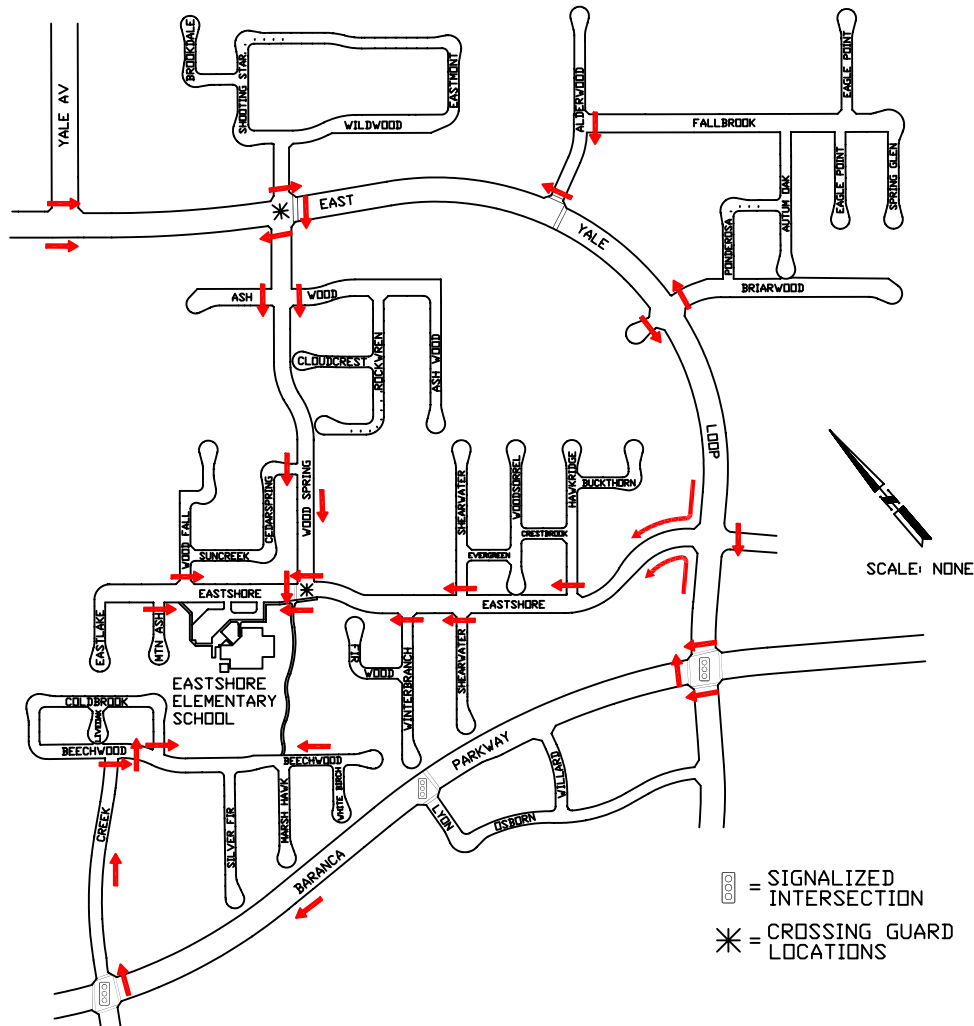 BROOKDALE
SHOOTING STAR.
EASTMONT
WILDWOOD
YALE AV
ALDERWOOD
EAGLE POINT
FALLBROOK
EAST
YALE
LOOP
AUTUM OAK
EAGLE POINT
SPRING GLEN
PONDEROSA
BRIARWOOD
ASH
WOOD
CLOUDCREST
ROCKWREN
ASH WOOD
WOOD SPRING
CEDARSPRING
WOOD FALL
SUNCREEK
SHEARWATER
WOODSORREL
HAWKRIDGE
BUCKTHORN
CRESTBROOK
EVERGREEN
N
SCALE: NONE
EASTSHORE
EASTSHORE
EASTLAKE
MTN ASH
FIR
WOOD
WINTERBRANCH
SHEARWATER
EASTSHORE
ELEMENTARY
SCHOOL
COLDBROOK
LIVEOAK
BEECHWOOD
BEECHWOOD
PARKWAY
WILLARD
CREEK
SILVER FIR
MARSH HAWK
WHITE BIRCH
LYON
OSBORN
BARANCA
= SIGNALIZED
INTERSECTION
= CROSSING GUARD
LOCATIONS